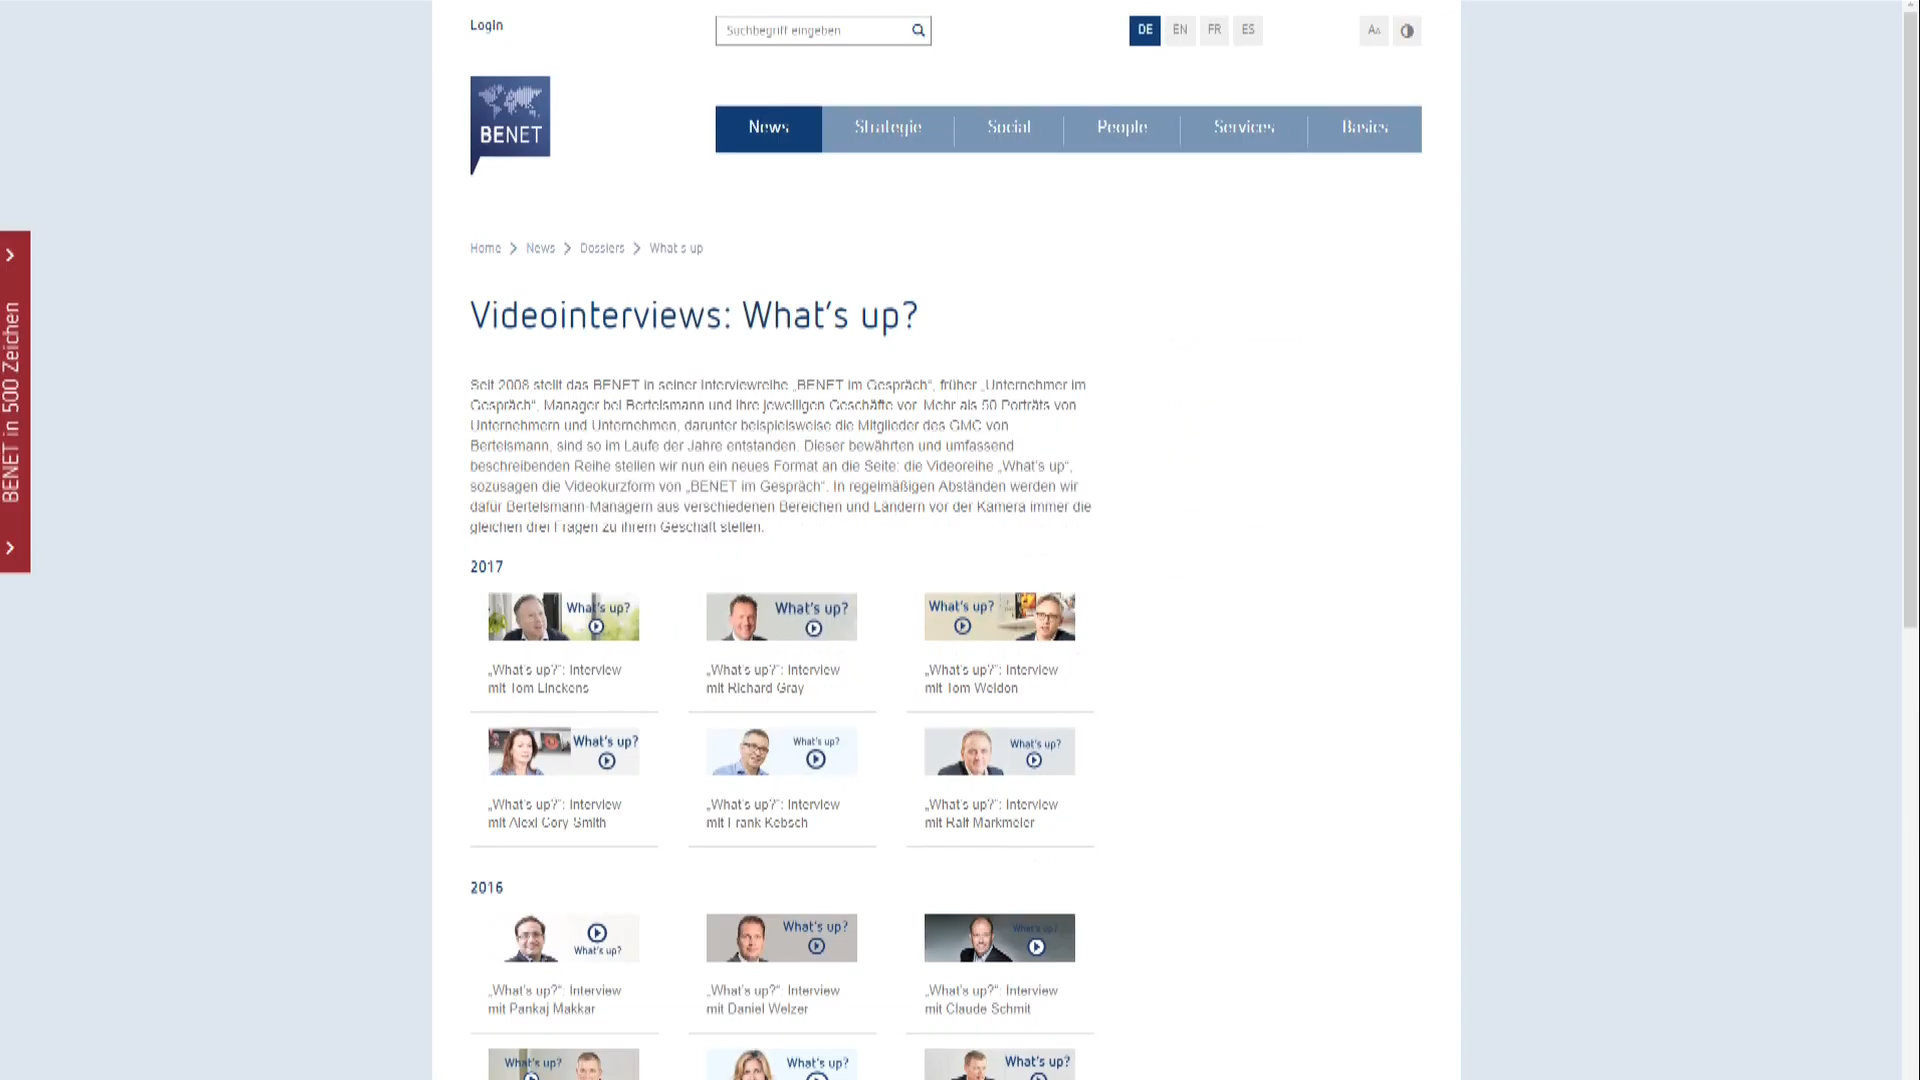 Login
Suchbegriff eingeben
DE EN FR ES
AA
BENET
News Strategie Social People Services Basics
BENET in 500 Zeichen
Home News Dossiers What s up
Videointerviews: What's up?
Seit 2008 stellt das BENET in seiner Interviewreihe „BENET im Gespräch“, früher „Unternehmer im
Gespräch“, Manager bei Bertelsmann und ihre jeweiligen Geschäfte vor. Mehr als 50 Porträts von
Unternehmern und Unternehmen, darunter beispielsweise die Mitglieder des GMC von
Bertelsmann, sind so im Laufe der Jahre entstanden. Dieser bewährten und umfassend
beschreibenden Reihe stellen wir nun ein neues Format an die Seite: die Videoreihe „What's up“,
sozusagen die Videokurzform von „BENET im Gespräch“. In regelmäßigen Abständen werden wir
dafür Bertelsmann-Managern aus verschiedenen Bereichen und Ländern vor der Kamera immer die
gleichen drei Fragen zu ihrem Geschäft stellen.
2017
What's up? What's up? What's up?
„What's up?“: Interview
mit Tom Linckens
„What's up?“: Interview
mit Richard Gray
„What's up?“: Interview
mit Tom Weldon
What's up? What's up? What's up?
„What's up?“: Interview
mit Alexi Cory Smith
„What's up?“: Interview
mit Frank Kebsch
„What's up?“: Interview
mit Ralf Markmeier
2016
What's up? What's up? What's up?
„What's up?“: Interview
mit Pankaj Makkar
„What's up?“ Interview
mit Daniel Welzer
„What's up?“: Interview
mit Claude Schmit
What's up? What's up? What's up?